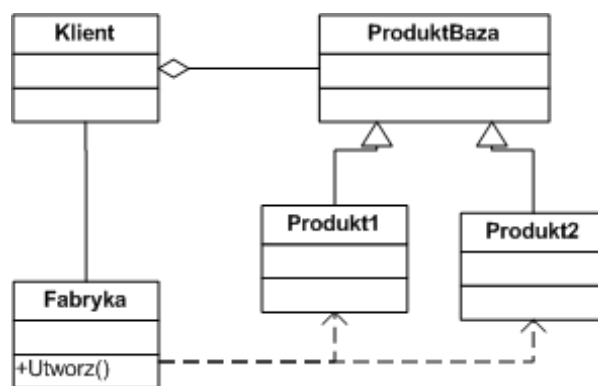 Klient
ProduktBaza
Produkt1
Produkt2
Fabryka
+Utworz()